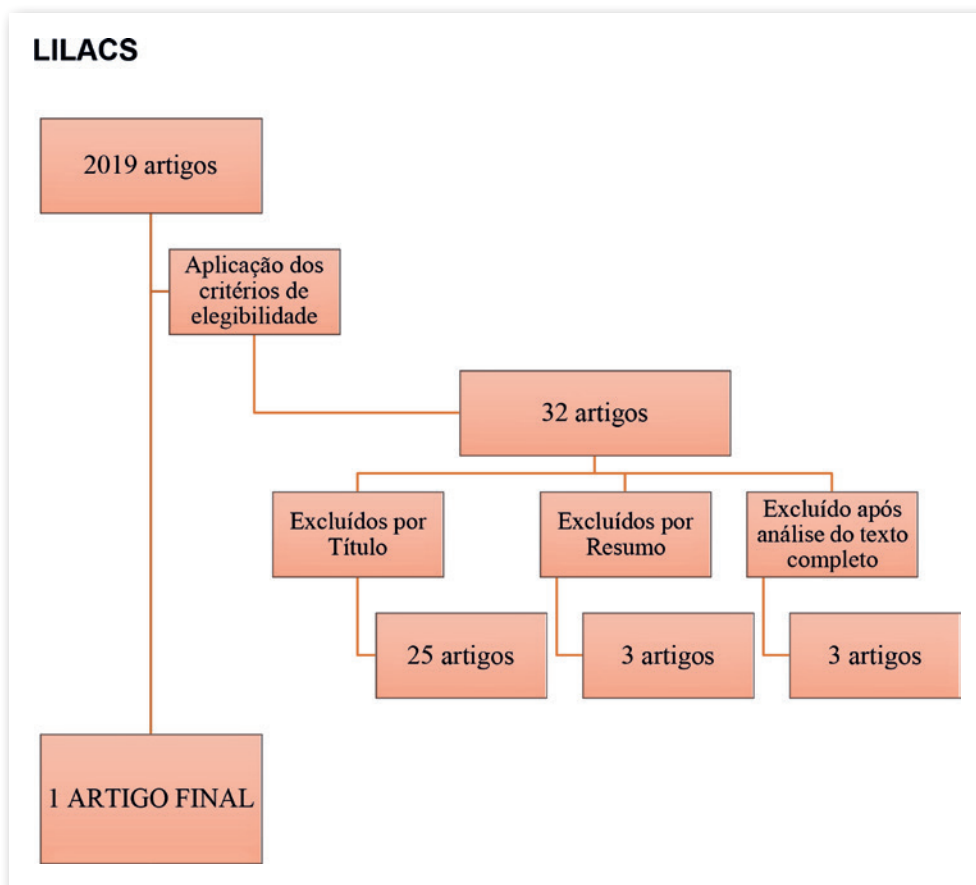 LILACS
2019 artigos
Aplicação dos
critérios de
elegibilidade
32 artigos
Excluídos por
Título
Excluídos por
Resumo
Excluído após
análise do texto
completo
25 artigos
3 artigos
3 artigos
1 ARTIGO FINAL